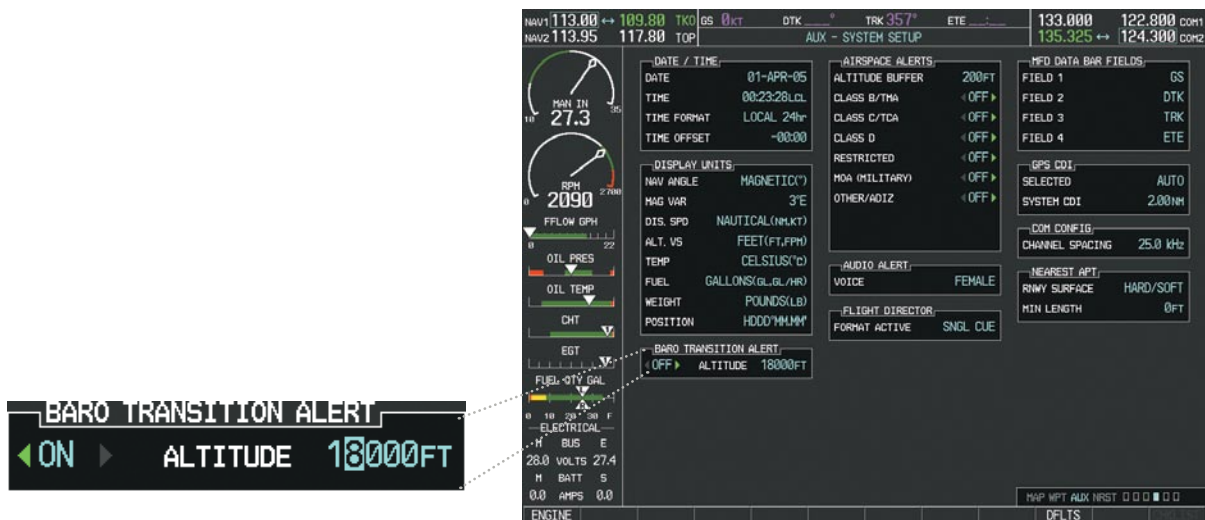 NAV1 113.00 ↔ 109.80 TKO
NAV2 113.95 117.80 TOP
GS 0KT DTK ___° TRK 357° ETE __:__
AUX - SYSTEM SETUP
133.000 122.800 COM1
135.325 ↔ 124.300 COM2
MAN IN
10 27.3 35
RPM
0 2090 2700
FFLOW GPH
0 22
OIL PRES
OIL TEMP
CHT
EGT
FUEL QTY GAL
0 10 20 30 F
ELECTRICAL
M BUS E
28.0 VOLTS 27.4
M BATT S
0.0 AMPS 0.0
ENGINE
DATE / TIME
DATE 01-APR-05
TIME 00:23:28LCL
TIME FORMAT LOCAL 24hr
TIME OFFSET -00:00
DISPLAY UNITS
NAV ANGLE MAGNETIC(°)
MAG VAR 3°E
DIS. SPD NAUTICAL(NM,KT)
ALT. VS FEET(FT,FPM)
TEMP CELSIUS(°C)
FUEL GALLONS(GL,GL/HR)
WEIGHT POUNDS(LB)
POSITION HDDD°MM.MM'
BARO TRANSITION ALERT
OFF ALTITUDE 18000FT
AIRSPACE ALERTS
ALTITUDE BUFFER 200FT
CLASS B/TMA OFF
CLASS C/TCA OFF
CLASS D OFF
RESTRICTED OFF
MOA (MILITARY) OFF
OTHER/ADIZ OFF
AUDIO ALERT
VOICE FEMALE
FLIGHT DIRECTOR
FORMAT ACTIVE SNGL CUE
MFD DATA BAR FIELDS
FIELD 1 GS
FIELD 2 DTK
FIELD 3 TRK
FIELD 4 ETE
GPS CDI
SELECTED AUTO
SYSTEM CDI 2.00NM
COM CONFIG
CHANNEL SPACING 25.0 kHz
NEAREST APT
RNWY SURFACE HARD/SOFT
MIN LENGTH 0FT
MAP WPT AUX NRST
DFLTS
BARO TRANSITION ALERT
ON ALTITUDE 18000FT